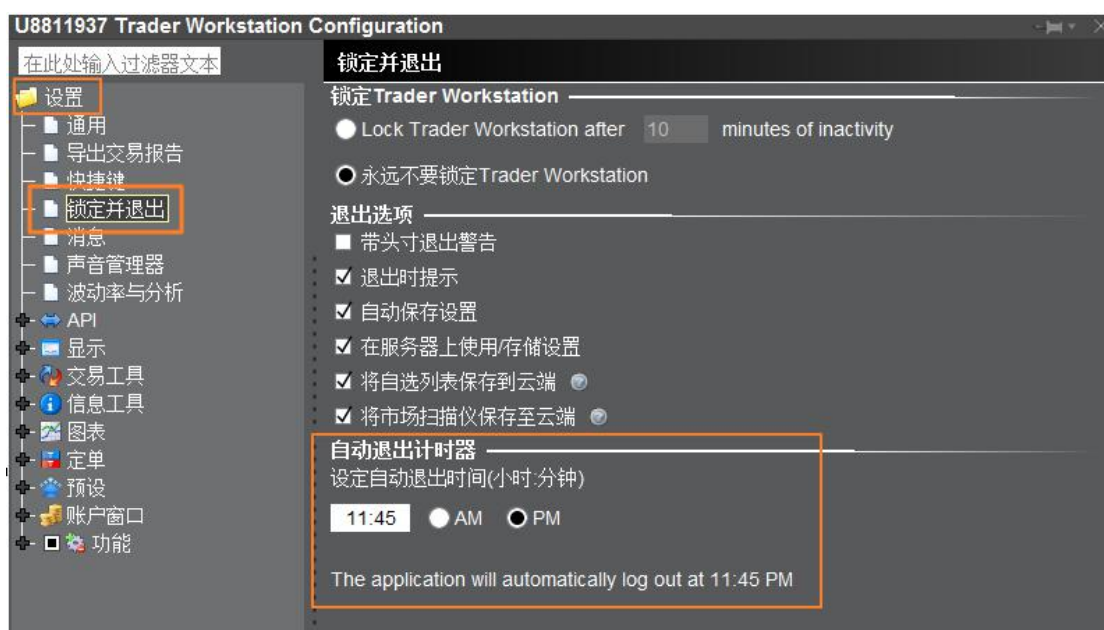 U8811937 Trader Workstation Configuration
在此处输入过滤器文本
设置
通用
导出交易报告
快捷键
锁定并退出
消息
声音管理器
波动率与分析
API
显示
交易工具
信息工具
图表
定单
预设
账户窗口
功能
锁定并退出
锁定Trader Workstation
Lock Trader Workstation after 10 minutes of inactivity
永远不要锁定Trader Workstation
退出选项
带头寸退出警告
退出时提示
自动保存设置
在服务器上使用/存储设置
将自选列表保存到云端
将市场扫描仪保存至云端
自动退出计时器
设定自动退出时间(小时:分钟)
11:45 AM PM
The application will automatically log out at 11:45 PM